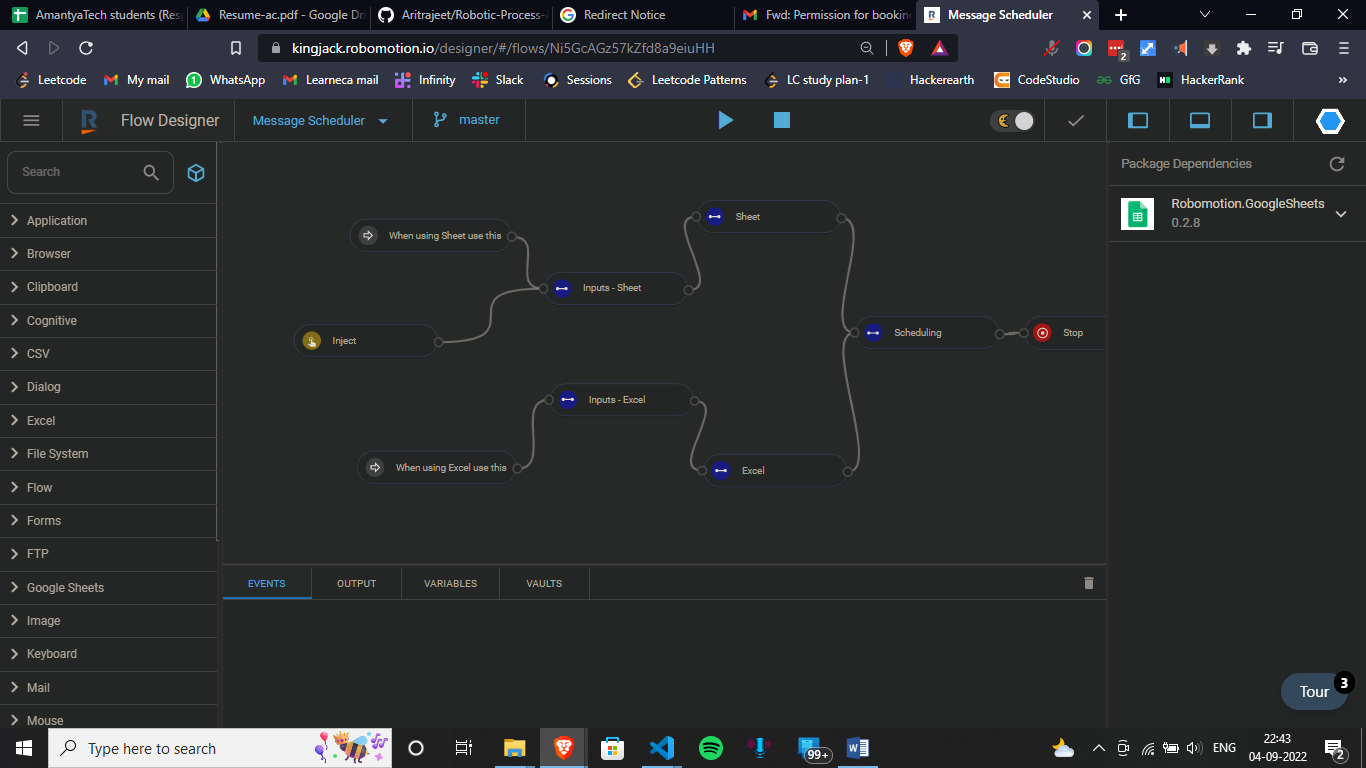 AmantyaTech students (Res
Resume-ac.pdf - Google Dri
Aritrajeet/Robotic-Process-A
Redirect Notice
Fwd: Permission for booking
Message Scheduler
kingjack.robomotion.io/designer/#/flows/Ni5GcAGz57kZfd8a9eiuHH
2
Leetcode
My mail
WhatsApp
Learneca mail
Infinity
Slack
Sessions
Leetcode Patterns
LC study plan-1
Hackerearth
CodeStudio
GfG
HackerRank
»
Flow Designer
Message Scheduler
master
Search
Application
Browser
Clipboard
Cognitive
CSV
Dialog
Excel
File System
Flow
Forms
FTP
Google Sheets
Image
Keyboard
Mail
Mouse
When using Sheet use this
Sheet
Inputs - Sheet
Inject
Scheduling
Stop
Inputs - Excel
When using Excel use this
Excel
EVENTS
OUTPUT
VARIABLES
VAULTS
Package Dependencies
Robomotion.GoogleSheets
0.2.8
Tour
3
Type here to search
99+
ENG
22:43
04-09-2022
2